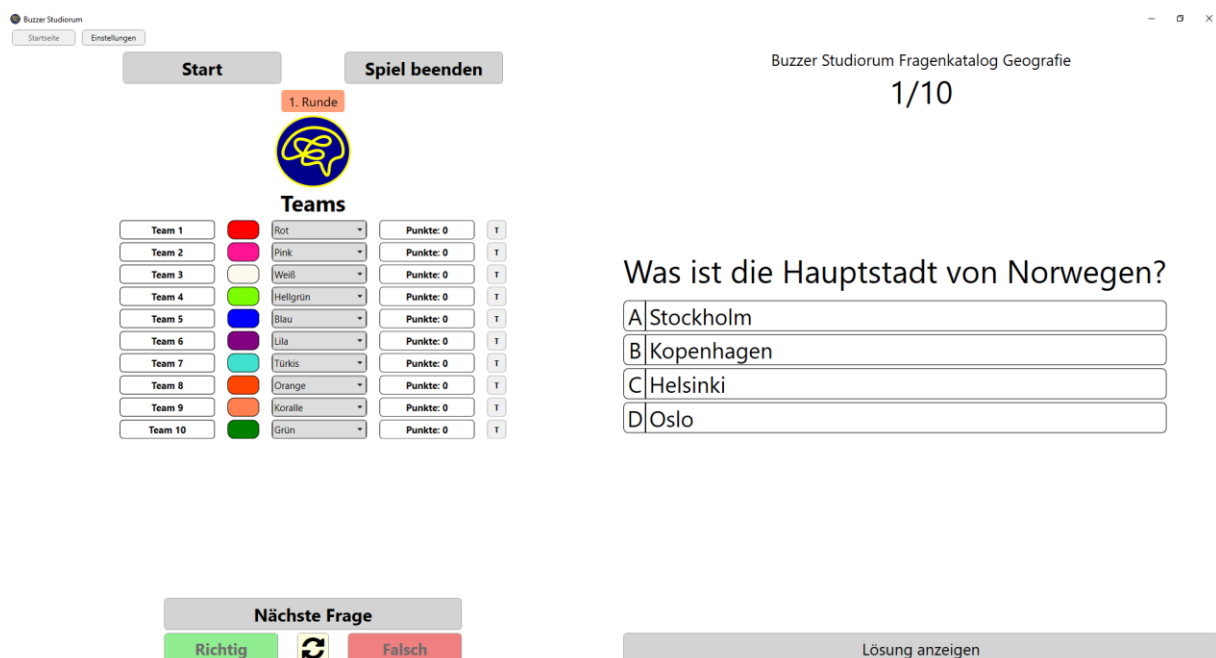 Buzzer Studiorum
Startseite Einstellungen
Start Spiel beenden
1. Runde
Teams
Team 1 Rot Punkte: 0 T
Team 2 Pink Punkte: 0 T
Team 3 Weiß Punkte: 0 T
Team 4 Hellgrün Punkte: 0 T
Team 5 Blau Punkte: 0 T
Team 6 Lila Punkte: 0 T
Team 7 Türkis Punkte: 0 T
Team 8 Orange Punkte: 0 T
Team 9 Koralle Punkte: 0 T
Team 10 Grün Punkte: 0 T
Nächste Frage
Richtig Falsch
Buzzer Studiorum Fragenkatalog Geografie
1/10
Was ist die Hauptstadt von Norwegen?
A Stockholm
B Kopenhagen
C Helsinki
D Oslo
Lösung anzeigen